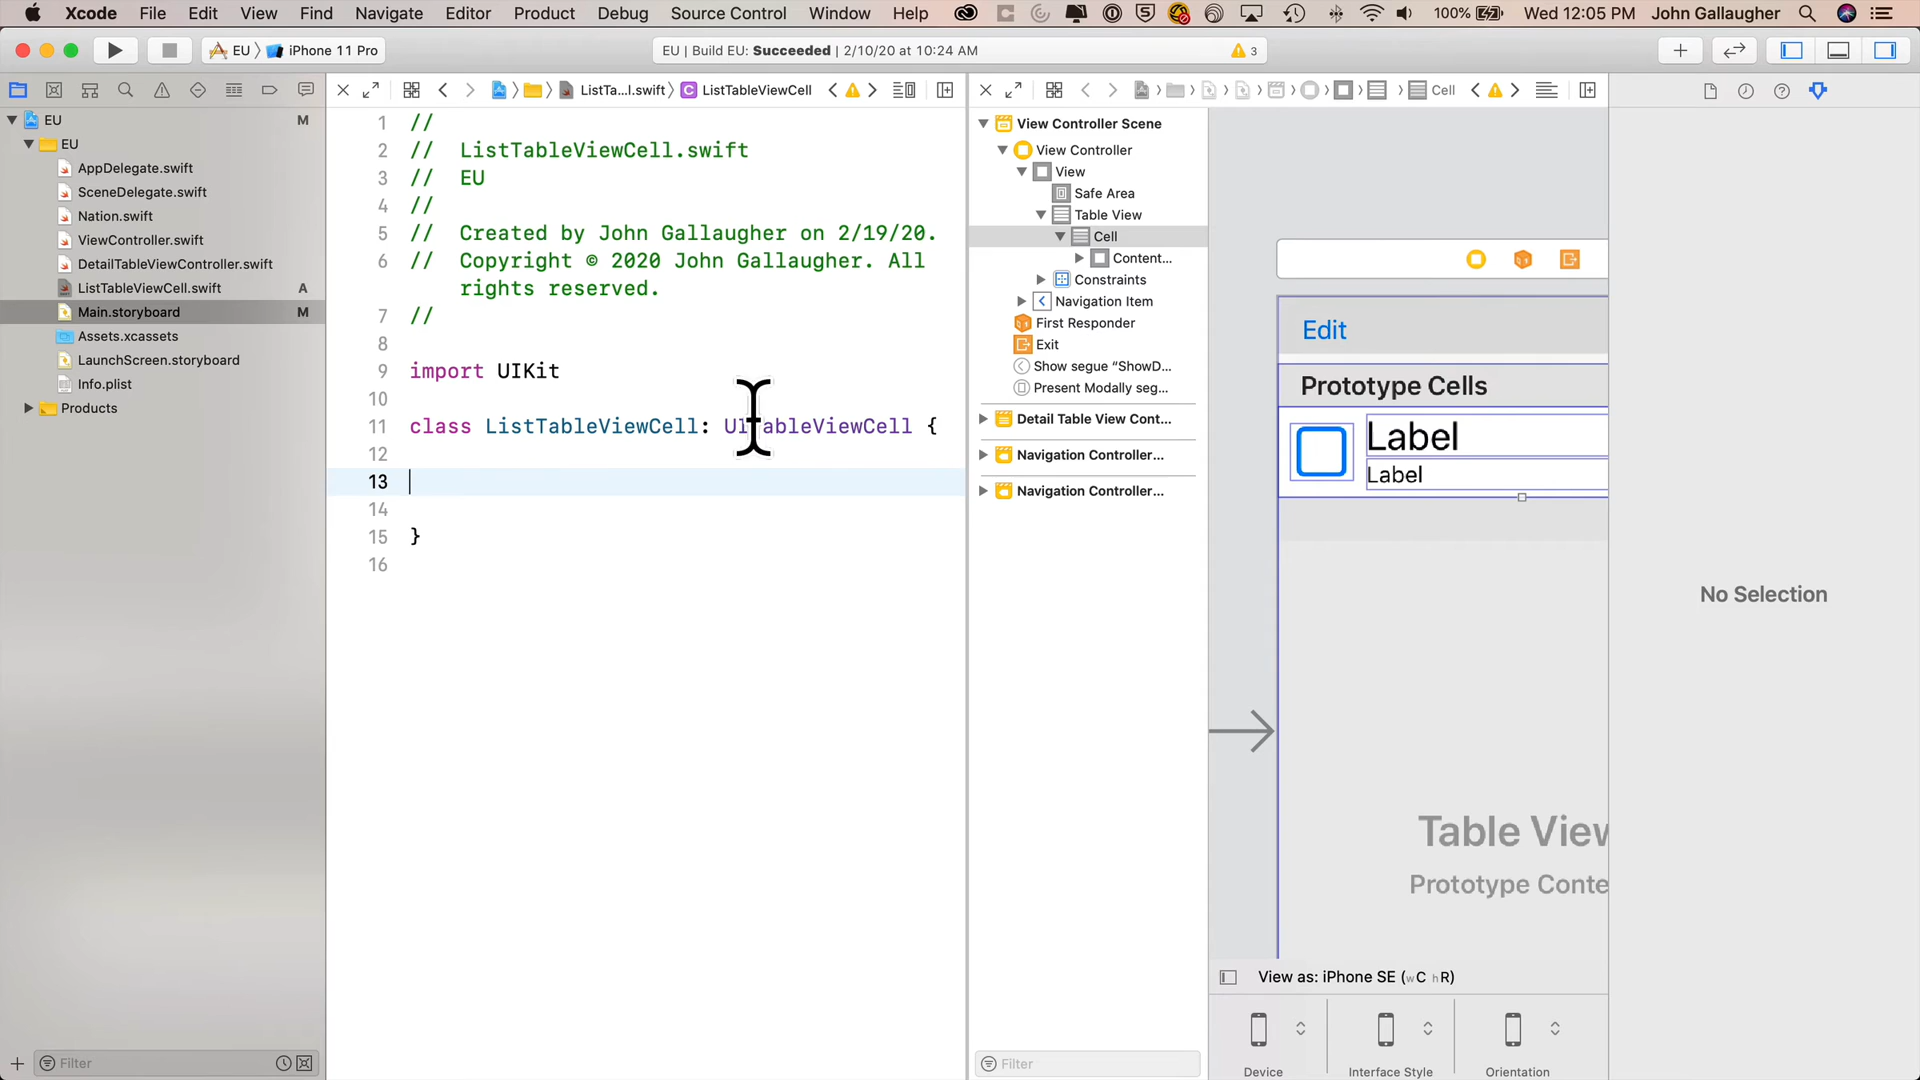 Xcode File Edit View Find Navigate Editor Product Debug Source Control Window Help 100% Wed 12:05 PM John Gallaugher
EU iPhone 11 Pro
EU | Build EU: Succeeded | 2/10/20 at 10:24 AM 3
ListTa...l.swift ListTableViewCell
Cell
EU M
EU
AppDelegate.swift
SceneDelegate.swift
Nation.swift
ViewController.swift
DetailTableViewController.swift
ListTableViewCell.swift A
Main.storyboard M
Assets.xcassets
LaunchScreen.storyboard
Info.plist
Products
Filter
1 //
2 // ListTableViewCell.swift
3 // EU
4 //
5 // Created by John Gallaugher on 2/19/20.
6 // Copyright © 2020 John Gallaugher. All
rights reserved.
7 //
8
9 import UIKit
10
11 class ListTableViewCell: UITableViewCell {
12
13
14
15 }
16
View Controller Scene
View Controller
View
Safe Area
Table View
Cell
Content...
Constraints
Navigation Item
First Responder
Exit
Show segue “ShowD...
Present Modally seg...
Detail Table View Cont...
Navigation Controller...
Navigation Controller...
Filter
Edit
Prototype Cells
Label
Label
Table View
Prototype Conte
View as: iPhone SE (wC hR)
Device
Interface Style
Orientation
No Selection